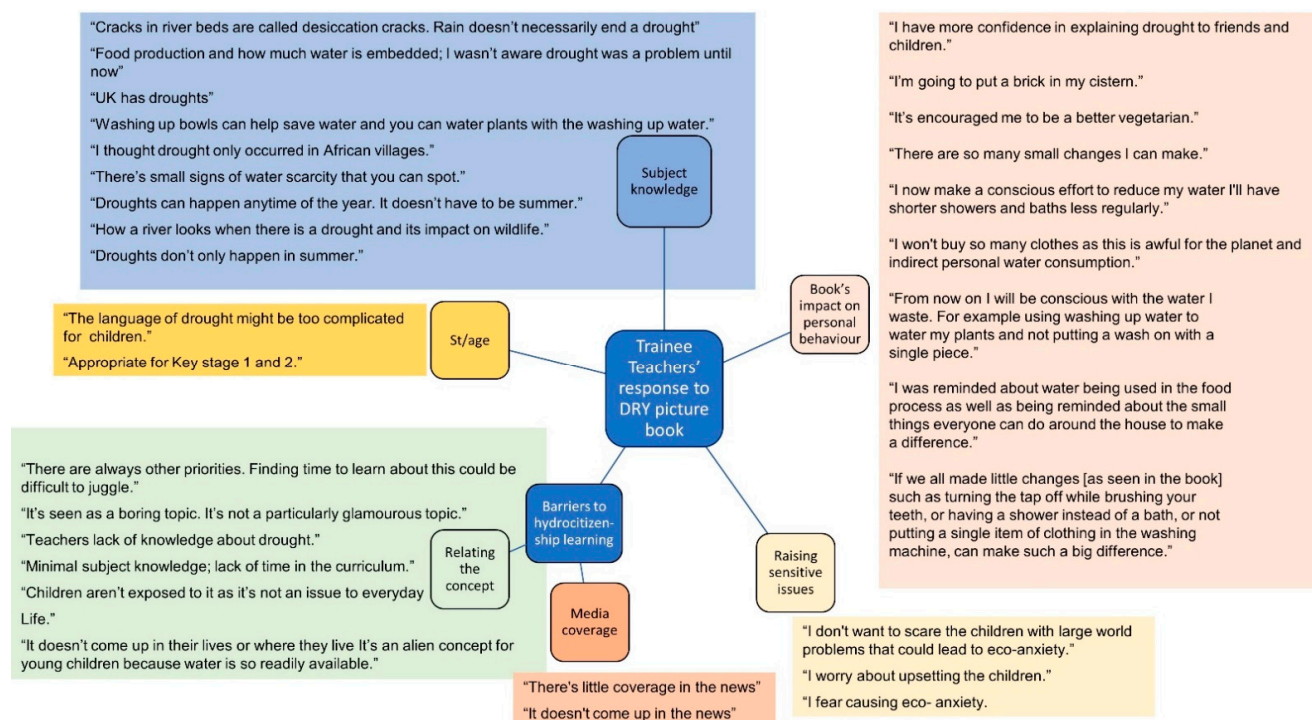 “Cracks in river beds are called desiccation cracks. Rain doesn’t necessarily end a drought”
“Food production and how much water is embedded; I wasn’t aware drought was a problem until
now”
“UK has droughts”
“Washing up bowls can help save water and you can water plants with the washing up water.”
“I thought drought only occurred in African villages.”
“There’s small signs of water scarcity that you can spot.”
“Droughts can happen anytime of the year. It doesn’t have to be summer.”
“How a river looks when there is a drought and its impact on wildlife.”
“Droughts don’t only happen in summer.”
Subject
knowledge
“I have more confidence in explaining drought to friends and
children.”
“I’m going to put a brick in my cistern.”
“It’s encouraged me to be a better vegetarian.”
“There are so many small changes I can make.”
“I now make a conscious effort to reduce my water I'll have
shorter showers and baths less regularly.”
“I won't buy so many clothes as this is awful for the planet and
indirect personal water consumption.”
“From now on I will be conscious with the water I
waste. For example using washing up water to
water my plants and not putting a wash on with a
single piece.”
“I was reminded about water being used in the food
process as well as being reminded about the small
things everyone can do around the house to make
a difference.”
“If we all made little changes [as seen in the book]
such as turning the tap off while brushing your
teeth, or having a shower instead of a bath, or not
putting a single item of clothing in the washing
machine, can make such a big difference.”
Book’s
impact on
personal
behaviour
“The language of drought might be too complicated
for children.”
“Appropriate for Key stage 1 and 2.”
St/age
Trainee
Teachers’
response to
DRY picture
book
“There are always other priorities. Finding time to learn about this could be
difficult to juggle.”
“It’s seen as a boring topic. It’s not a particularly glamourous topic.”
“Teachers lack of knowledge about drought.”
“Minimal subject knowledge; lack of time in the curriculum.”
“Children aren’t exposed to it as it’s not an issue to everyday
Life.”
“It doesn’t come up in their lives or where they live It’s an alien concept for
young children because water is so readily available.”
Relating
the
concept
Barriers to
hydrocitizen-
ship learning
Media
coverage
“There's little coverage in the news”
“It doesn't come up in the news”
Raising
sensitive
issues
“I don't want to scare the children with large world
problems that could lead to eco-anxiety.”
“I worry about upsetting the children.”
“I fear causing eco- anxiety.